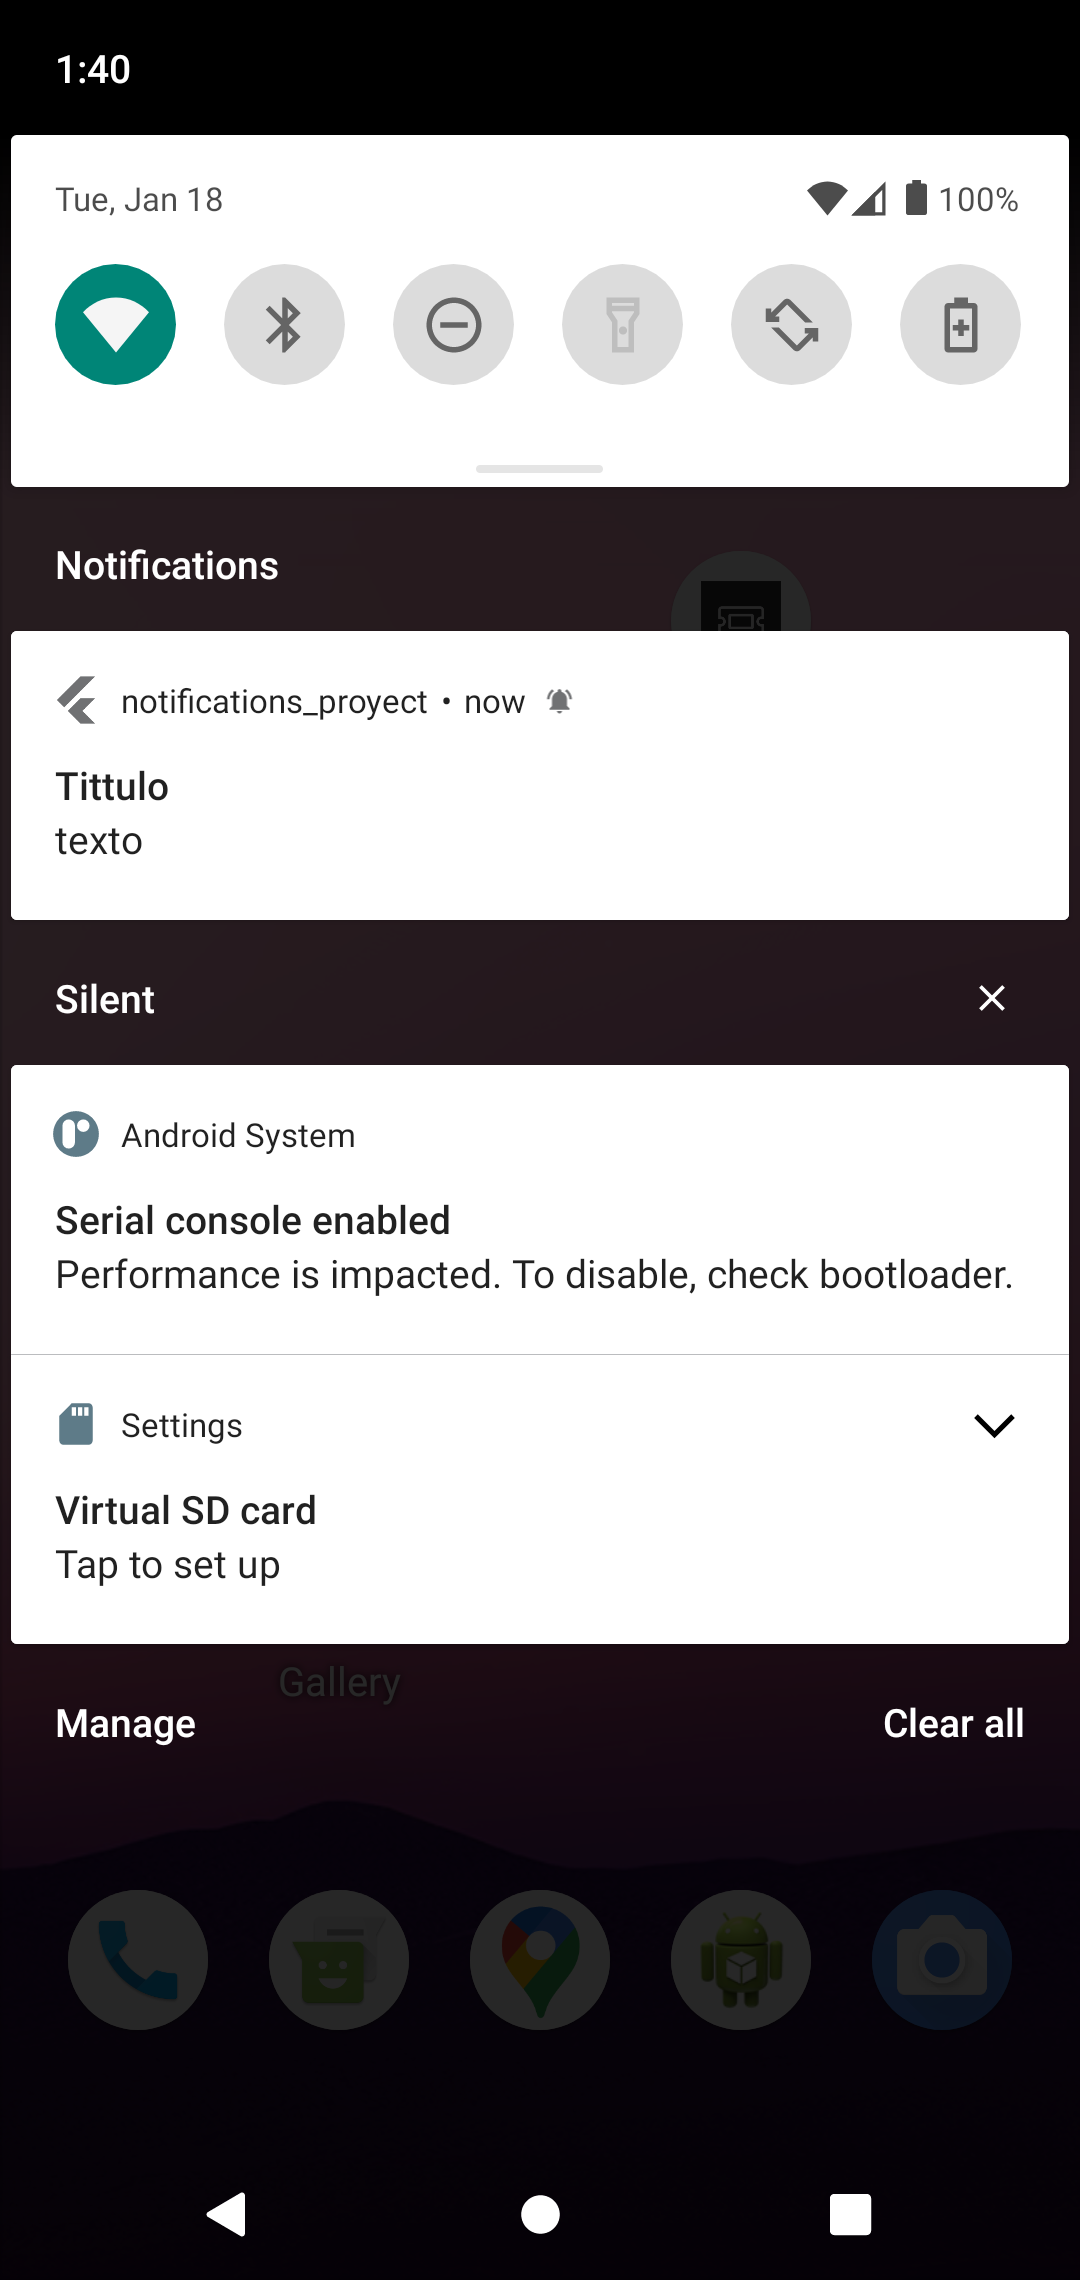 1:40
Tue, Jan 18
100%
Notifications
notifications_proyect • now
Tittulo
texto
Silent
Android System
Serial console enabled
Performance is impacted. To disable, check bootloader.
Settings
Virtual SD card
Tap to set up
Gallery
Manage
Clear all